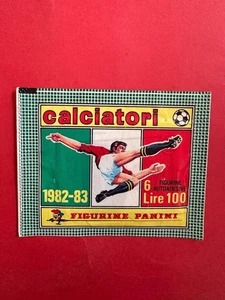 calciatori
1982-83
6 FIGURINE
AUTOADESIVE
Lire 100
FIGURINE PANINI